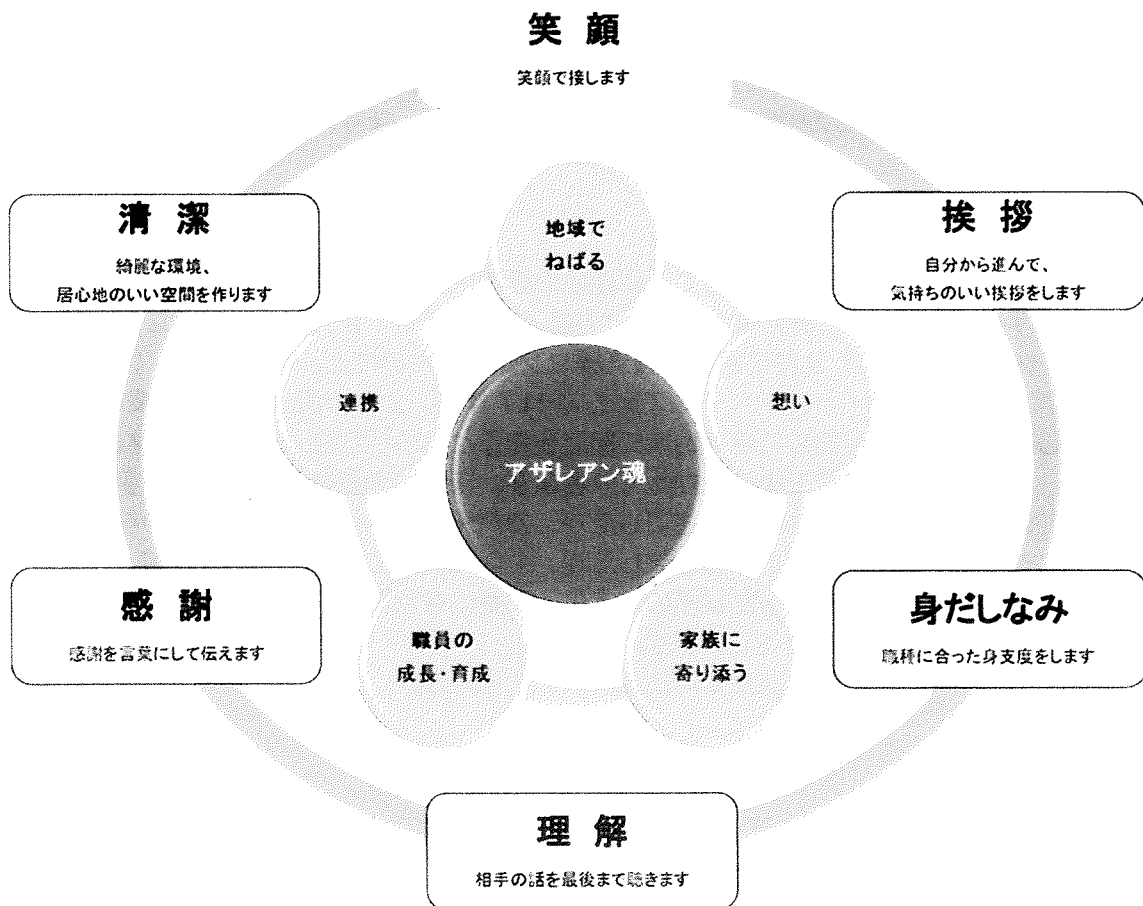 笑顔
笑顔で接します
清潔
綺麗な環境、
居心地のいい空間を作ります
挨拶
自分から進んで、
気持ちのいい挨拶をします
地域で
ねばる
連携
想い
アザレアン魂
感謝
感謝を言葉にして伝えます
職員の
成長・育成
家族に
寄り添う
身だしなみ
職種に合った身支度をします
理解
相手の話を最後まで聴きます